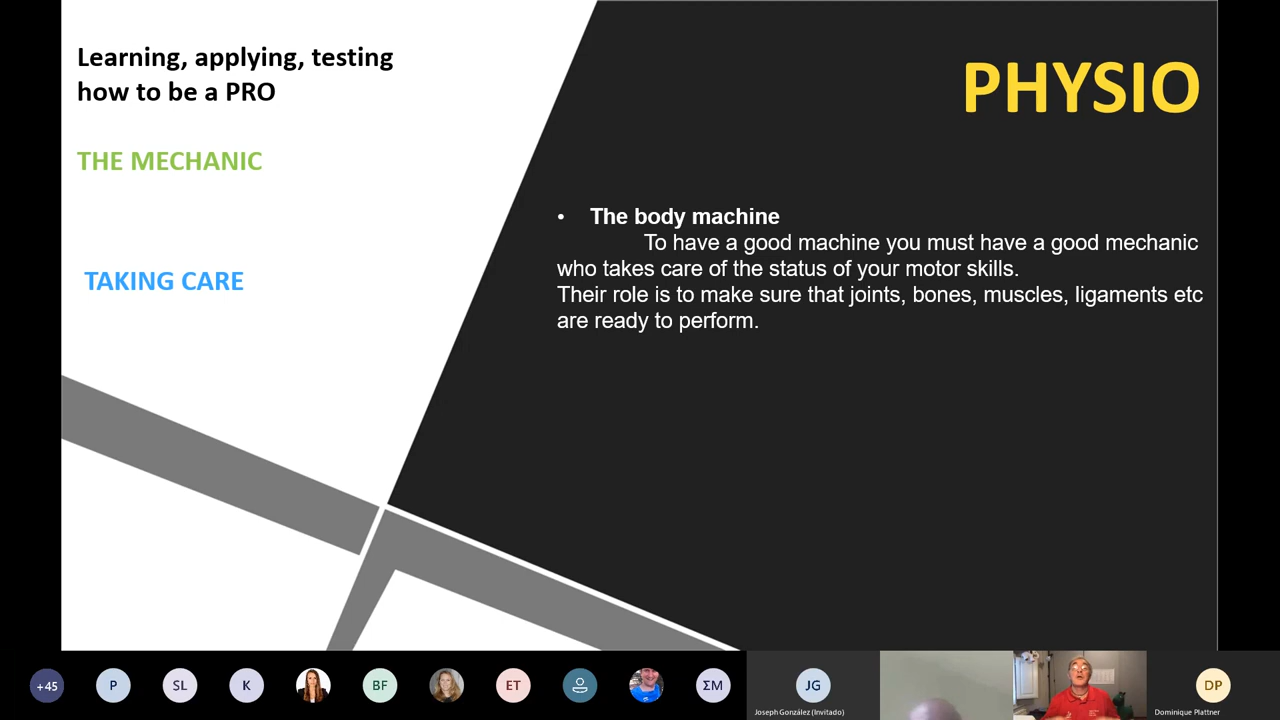 Learning, applying, testing
how to be a PRO
THE MECHANIC
TAKING CARE
PHYSIO
• The body machine
To have a good machine you must have a good mechanic
who takes care of the status of your motor skills.
Their role is to make sure that joints, bones, muscles, ligaments etc
are ready to perform.
+45
P
SL
K
BF
ET
ΣM
JG
Joseph González (Invitado)
DP
Dominique Plattner